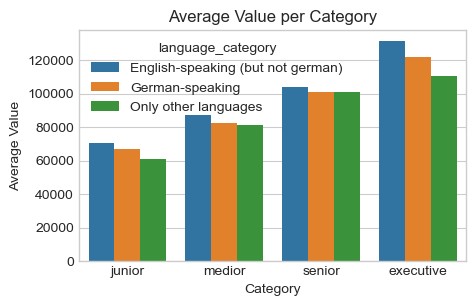 Average Value per Category
language_category
English-speaking (but not german)
German-speaking
Only other languages
Average Value
120000
100000
80000
60000
40000
20000
0
junior
medior
senior
executive
Category